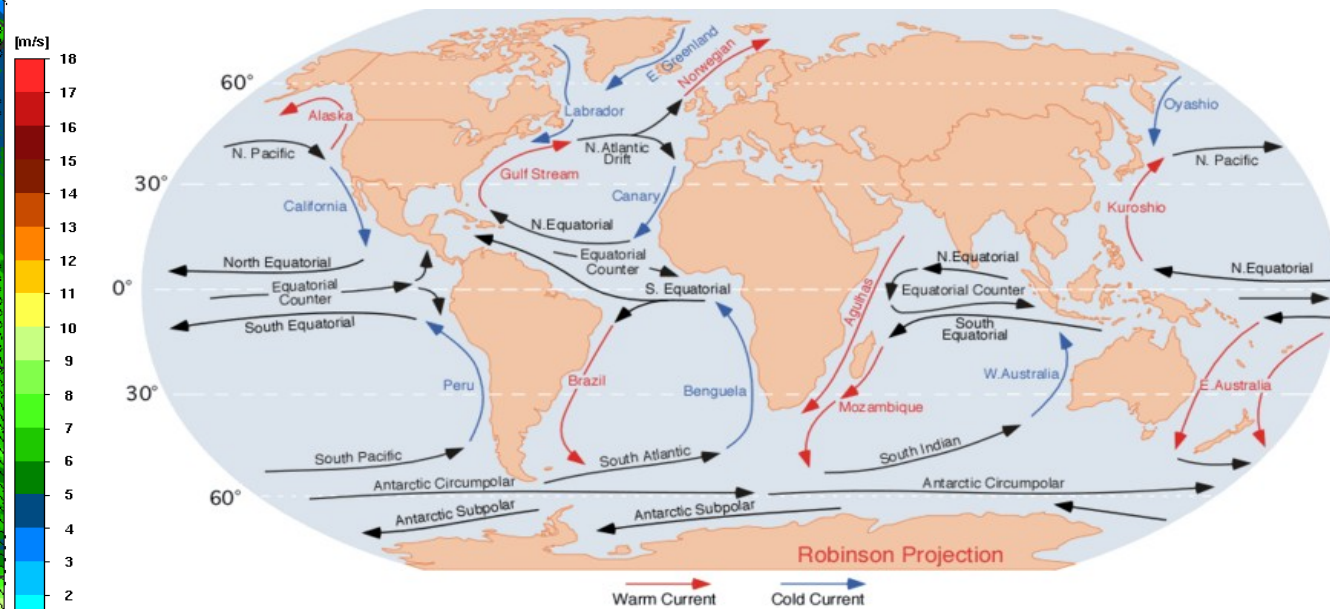 [m/s]
18
17
16
15
14
13
12
11
10
9
8
7
6
5
4
3
2
60°
30°
0°
30°
60°
Alaska
N. Pacific
California
North Equatorial
Equatorial
Counter
South Equatorial
Peru
South Pacific
Antarctic Circumpolar
Antarctic Subpolar
E. Greenland
Norwegian
Labrador
N.Atlantic
Drift
Gulf Stream
Canary
N.Equatorial
Equatorial
Counter
S. Equatorial
Brazil
Benguela
South Atlantic
Antarctic Subpolar
Agulhas
Mozambique
N.Equatorial
Equatorial Counter
South
Equatorial
W.Australia
South Indian
Antarctic Circumpolar
Oyashio
N. Pacific
Kuroshio
N.Equatorial
E.Australia
Robinson Projection
Warm Current
Cold Current